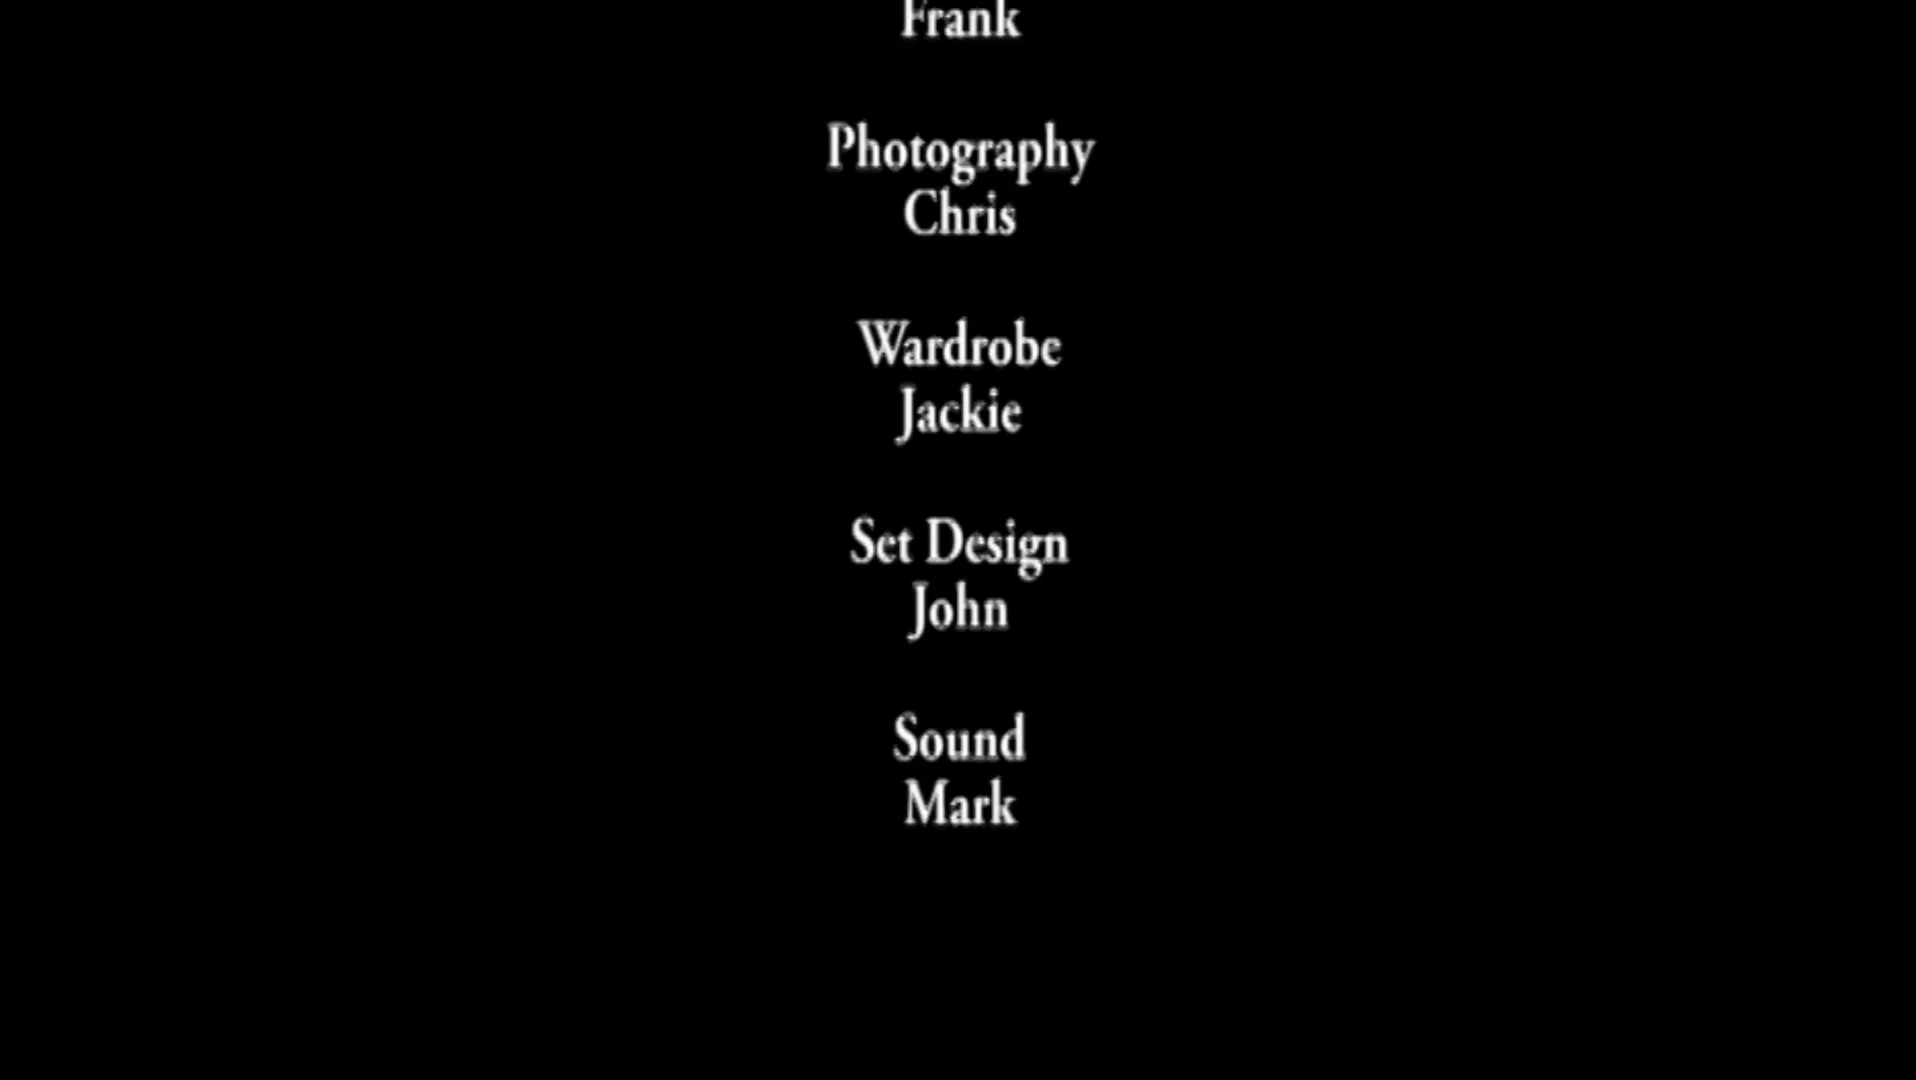 Frank
Photography
Chris
Wardrobe
Jackie
Set Design
John
Sound
Mark